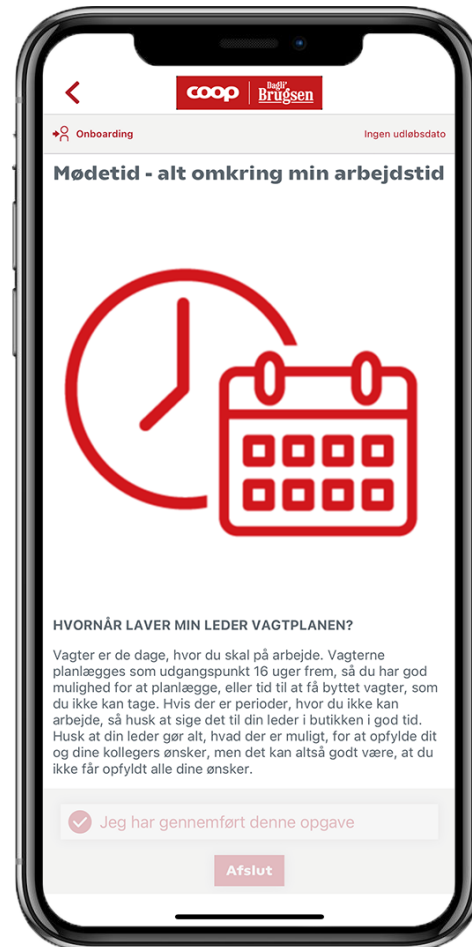 coop Dagli' Brugsen
Onboarding Ingen udløbsdato
Mødetid - alt omkring min arbejdstid
HVORNÅR LAVER MIN LEDER VAGTPLANEN?
Vagter er de dage, hvor du skal på arbejde. Vagterne
planlægges som udgangspunkt 16 uger frem, så du har god
mulighed for at planlægge, eller tid til at få byttet vagter, som
du ikke kan tage. Hvis der er perioder, hvor du ikke kan
arbejde, så husk at sige det til din leder i butikken i god tid.
Husk at din leder gør alt, hvad der er muligt, for at opfylde dit
og dine kollegers ønsker, men det kan altså godt være, at du
ikke får opfyldt alle dine ønsker.
Jeg har gennemført denne opgave
Afslut